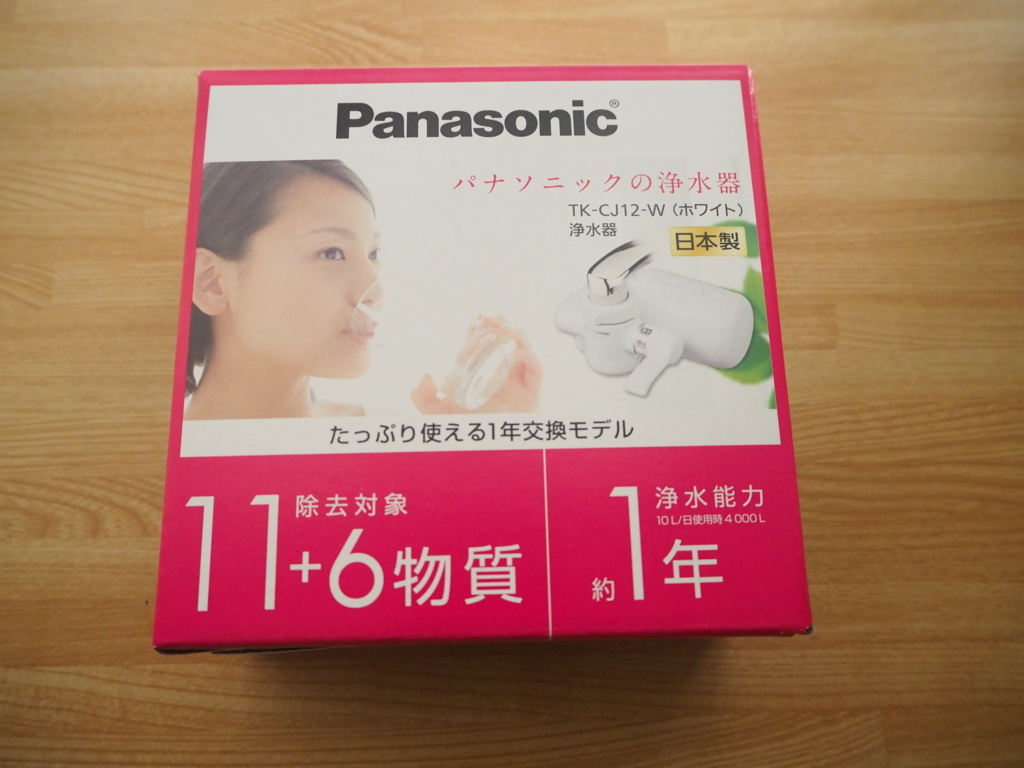 Panasonic®
パナソニックの浄水器
TK-CJ12-W（ホワイト）
浄水器
日本製
たっぷり使える1年交換モデル
除去対象
11+6物質
浄水能力
10L/日使用時4000L
約1年